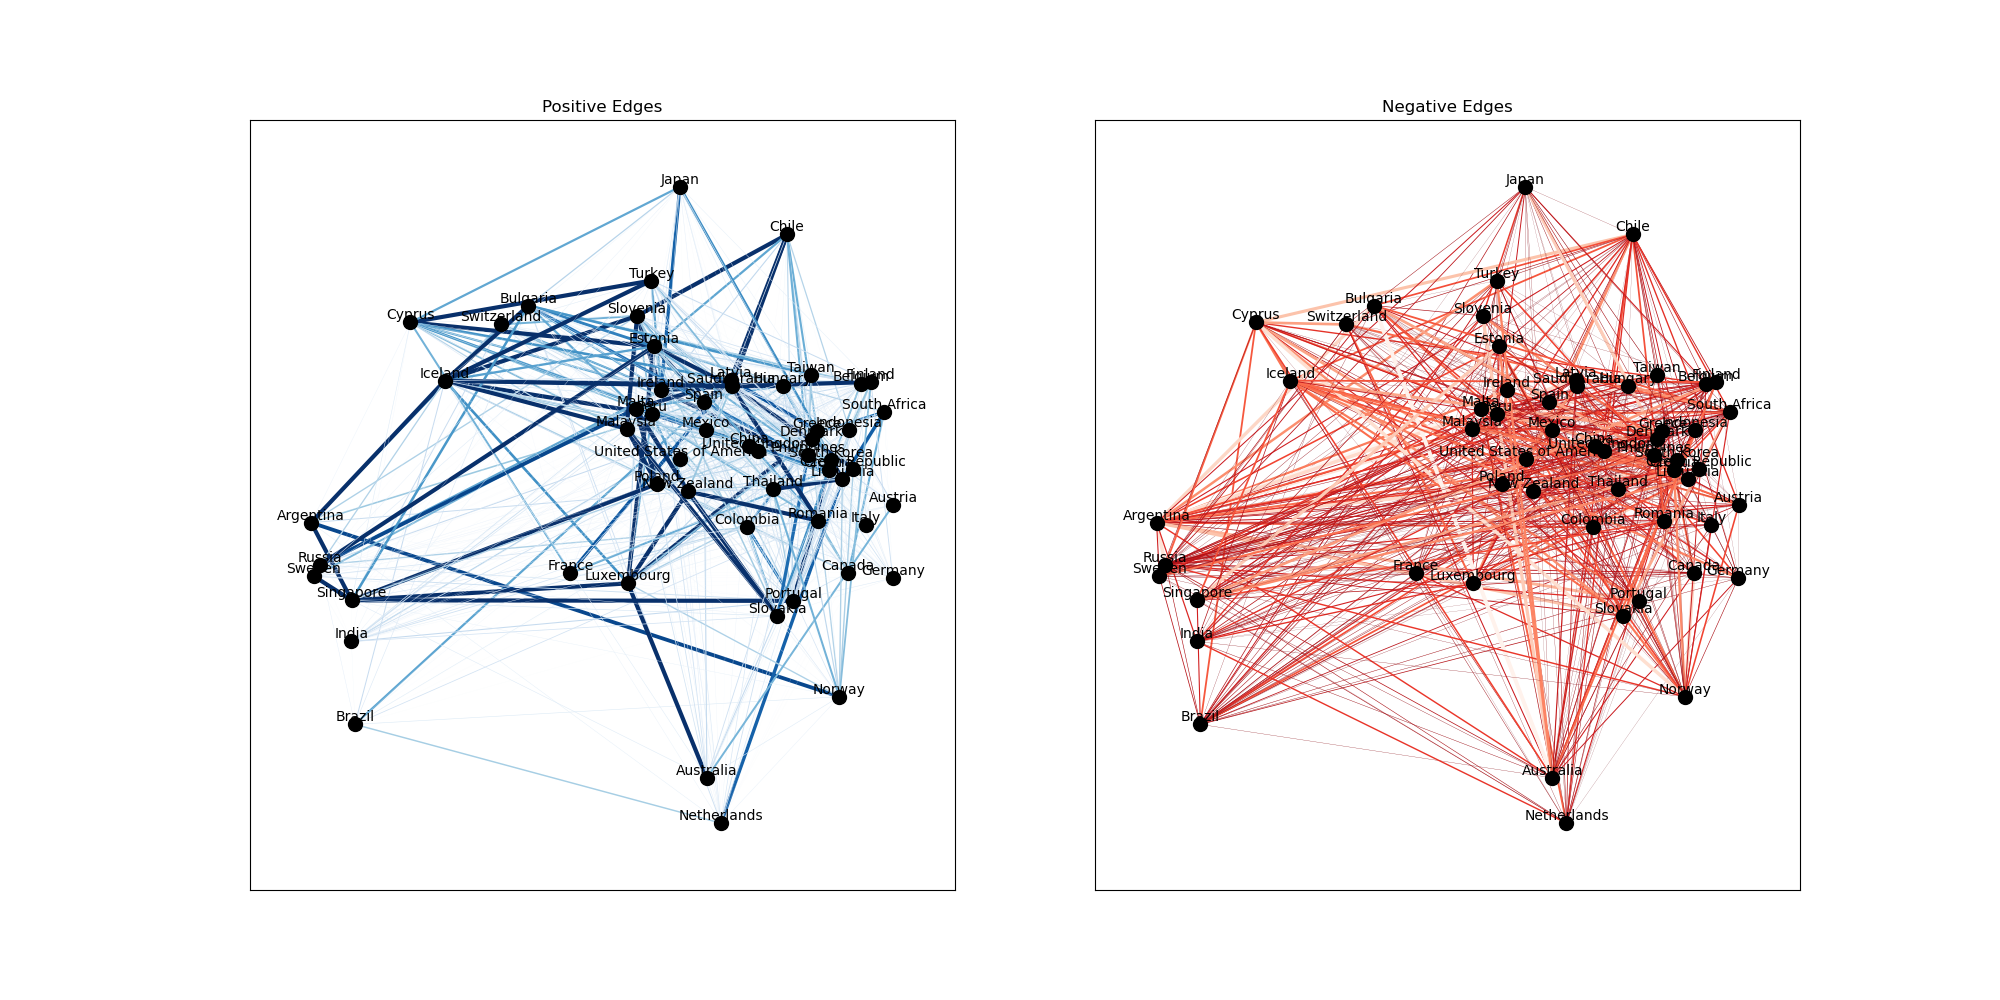 Positive Edges
Japan
Chile
Turkey
Bulgaria
Slovenia
Cyprus
Switzerland
Estonia
Taiwan
Iceland
Latvia
Finland
Belgium
Saudi Arabia
Hungary
Ireland
Spain
Malta
South Africa
Malaysia
Mexico
Greece
Indonesia
Denmark
China
United Kingdom
United States of America
Philippines
South Korea
Czech Republic
Poland
New Zealand
Thailand
Austria
Argentina
Colombia
Romania
Italy
Russia
Sweden
France
Luxembourg
Canada
Germany
Singapore
Portugal
Slovakia
India
Norway
Brazil
Australia
Netherlands
Negative Edges
Japan
Chile
Turkey
Bulgaria
Slovenia
Cyprus
Switzerland
Estonia
Taiwan
Iceland
Latvia
Finland
Belgium
Saudi Arabia
Hungary
Ireland
Spain
Malta
South Africa
Malaysia
Mexico
Greece
Indonesia
Denmark
China
United Kingdom
United States of America
Philippines
South Korea
Czech Republic
Poland
New Zealand
Thailand
Austria
Argentina
Colombia
Romania
Italy
Russia
Sweden
France
Luxembourg
Canada
Germany
Singapore
Portugal
Slovakia
India
Norway
Brazil
Australia
Netherlands